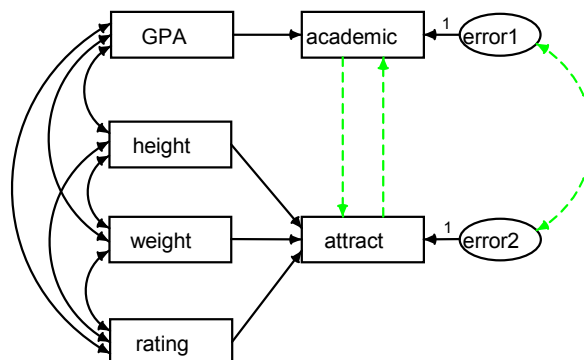 GPA
academic
1
error1
height
weight
attract
1
error2
rating